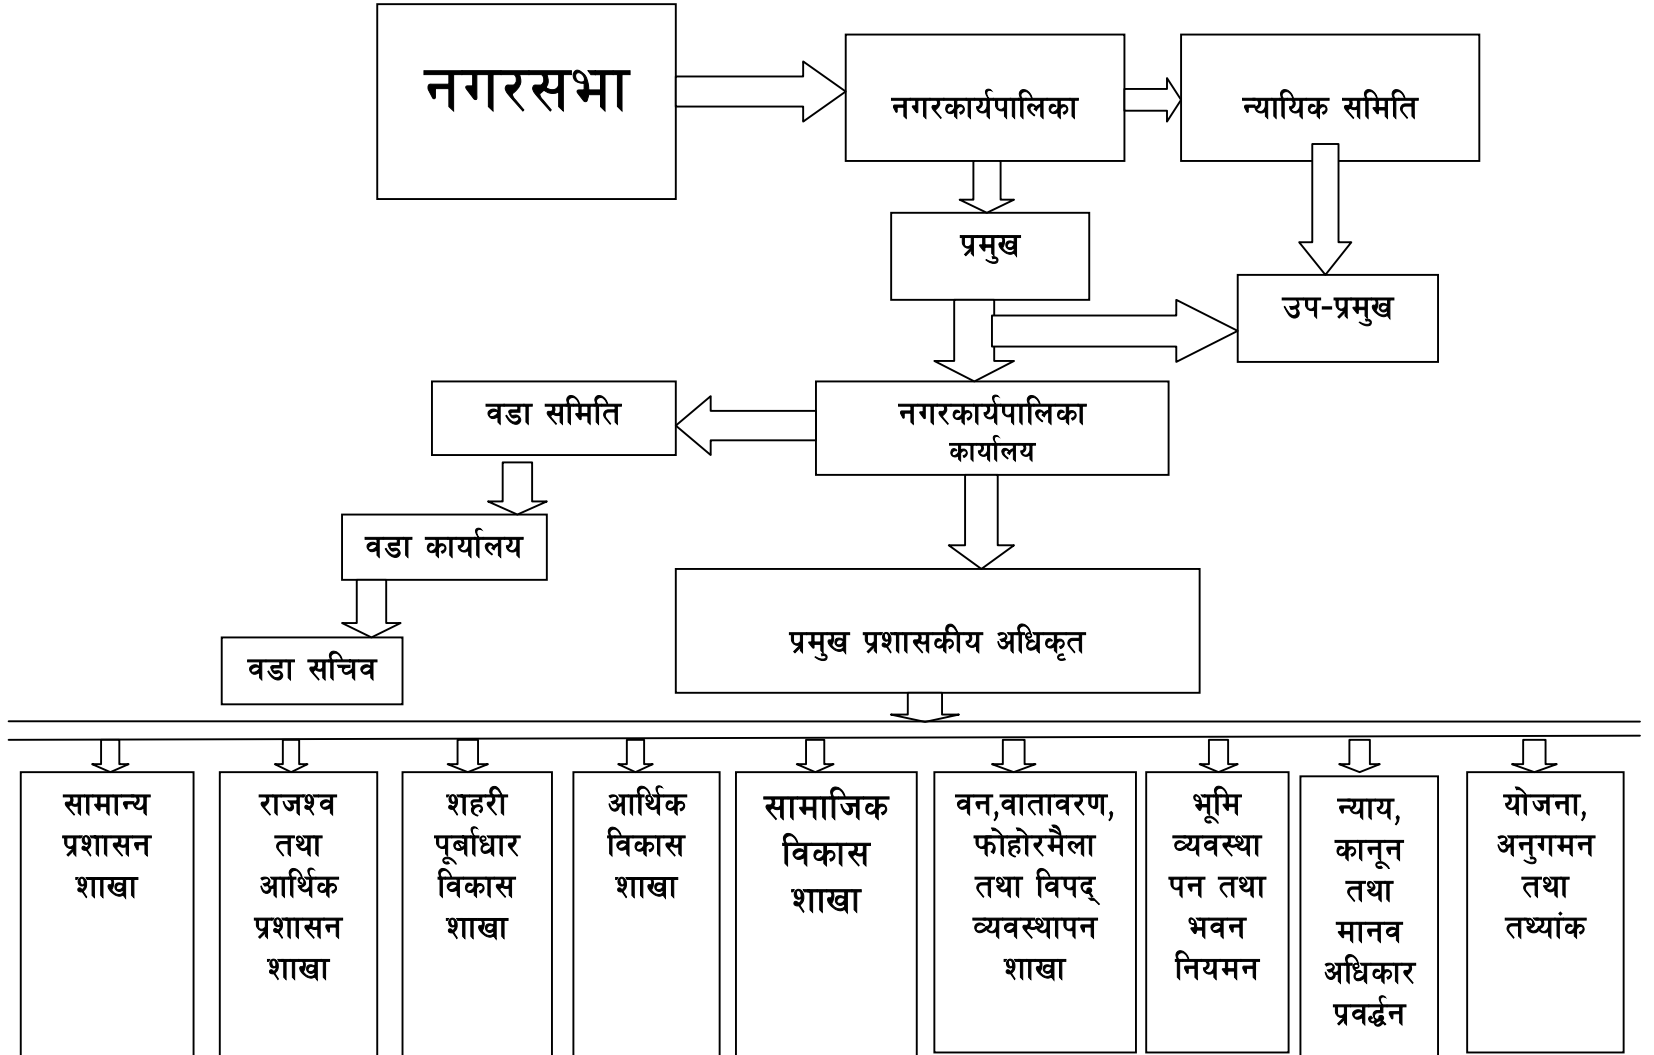 नगरसभा
नगरकार्यपालिका
न्यायिक समिति
प्रमुख
उप-प्रमुख
वडा समिति
नगरकार्यपालिका
कार्यालय
वडा कार्यालय
प्रमुख प्रशासकीय अधिकृत
वडा सचिव
सामान्य
प्रशासन
शाखा
राजश्व
तथा
आर्थिक
प्रशासन
शाखा
शहरी
पूर्बाधार
विकास
शाखा
आर्थिक
विकास
शाखा
सामाजिक
विकास
शाखा
वन,वातावरण,
फोहोरमैला
तथा विपद्
व्यवस्थापन
शाखा
भूमि
व्यवस्था
पन तथा
भवन
नियमन
न्याय,
कानून
तथा
मानव
अधिकार
प्रवर्द्धन
योजना,
अनुगमन
तथा
तथ्यांक